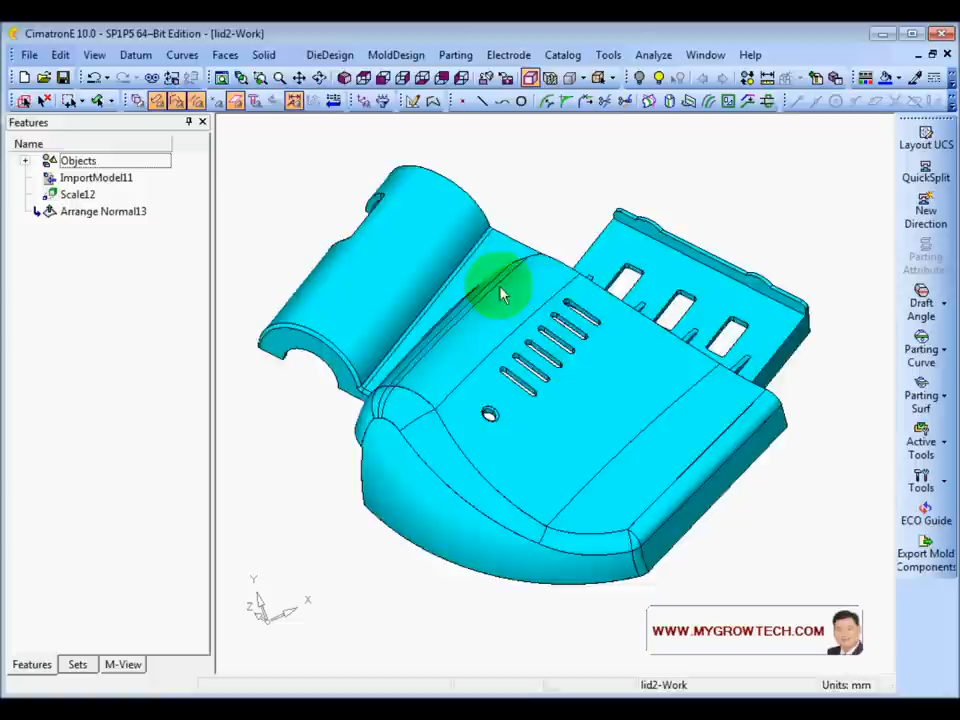 CimatronE 10.0 - SP1P5 64-Bit Edition - [lid2-Work]
File Edit View Datum Curves Faces Solid DieDesign MoldDesign Parting Electrode Catalog Tools Analyze Window Help
Features
Name
Objects
ImportModel11
Scale12
Arrange Normal13
Layout UCS
QuickSplit
New
Direction
Parting
Attribute
Draft
Angle
Parting
Curve
Parting
Surf
Active
Tools
Tools
ECO Guide
Export Mold
Components
Y
Z
X
WWW.MYGROWTECH.COM
Features Sets M-View
lid2-Work
Units: mm